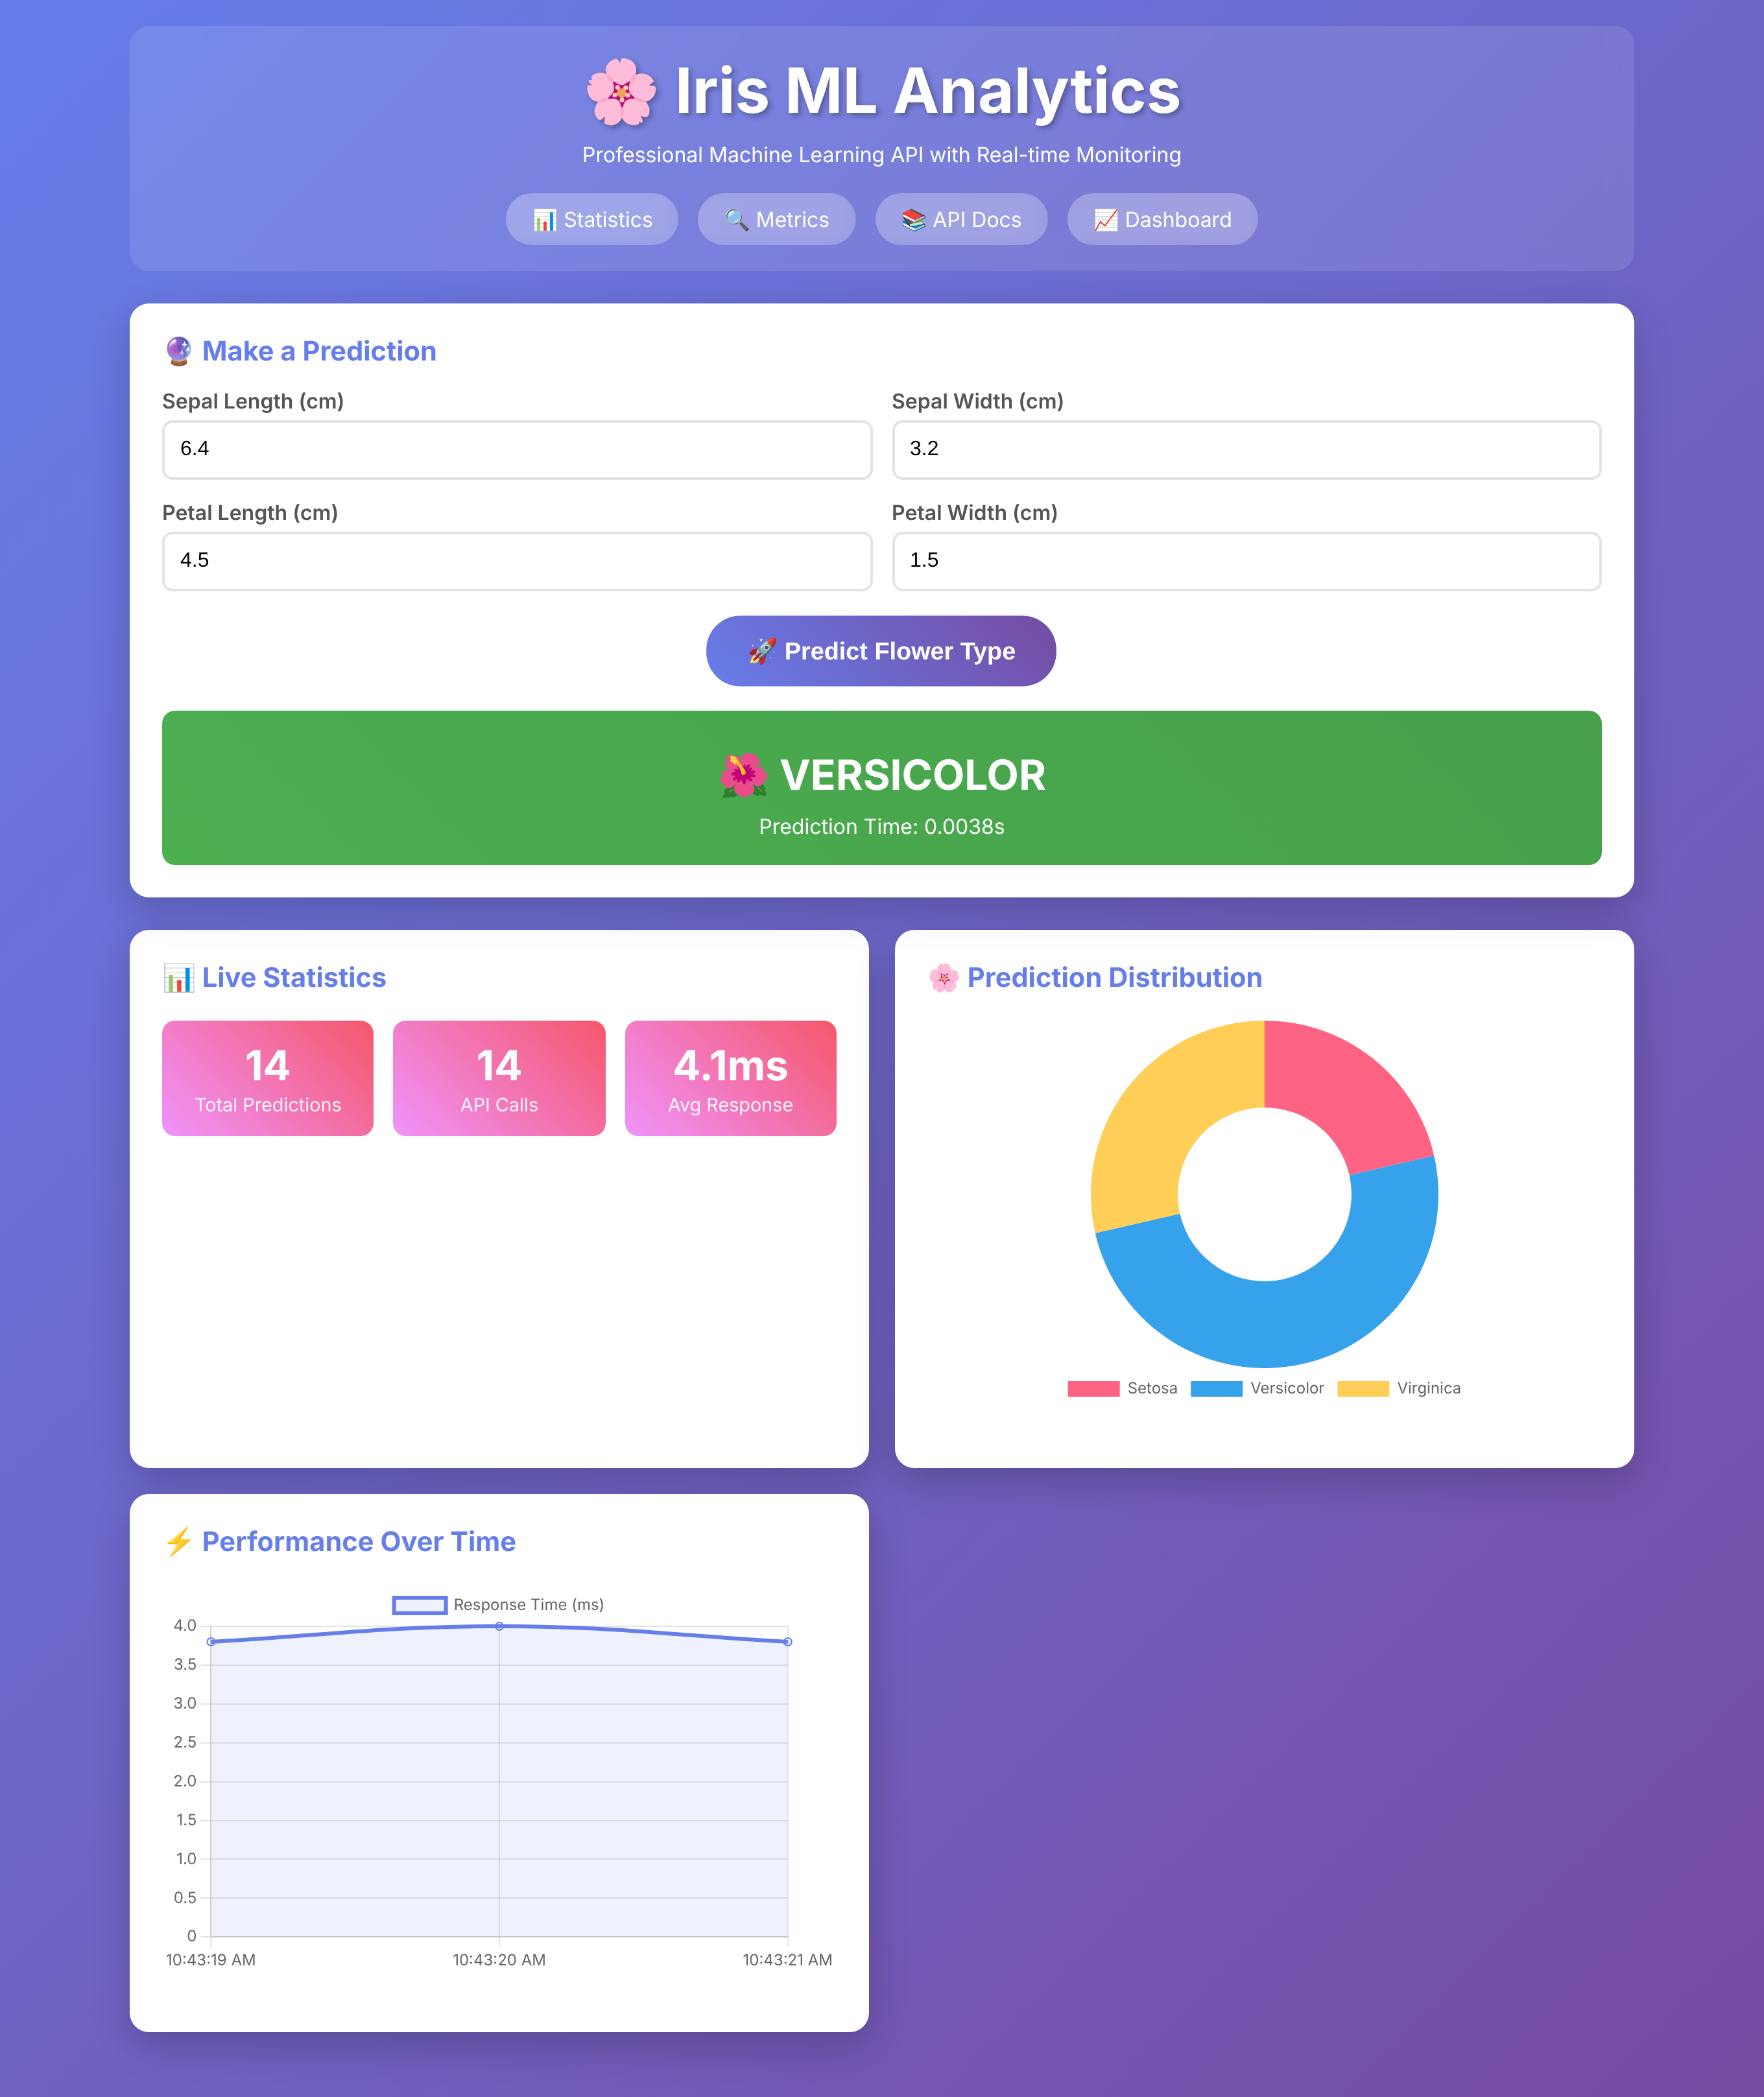 🌸 Iris ML Analytics
Professional Machine Learning API with Real-time Monitoring
📊 Statistics
🔍 Metrics
📚 API Docs
📈 Dashboard
🔮 Make a Prediction
Sepal Length (cm)
Sepal Width (cm)
6.4
3.2
Petal Length (cm)
Petal Width (cm)
4.5
1.5
🚀 Predict Flower Type
🌺 VERSICOLOR
Prediction Time: 0.0038s
📊 Live Statistics
14
Total Predictions
14
API Calls
4.1ms
Avg Response
🌸 Prediction Distribution
Setosa
Versicolor
Virginica
⚡ Performance Over Time
Response Time (ms)
4.0
3.5
3.0
2.5
2.0
1.5
1.0
0.5
0
10:43:19 AM
10:43:20 AM
10:43:21 AM